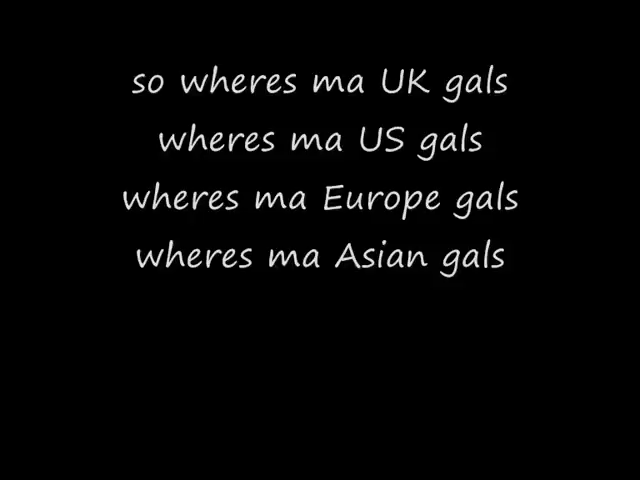 so wheres ma UK gals
wheres ma US gals
wheres ma Europe gals
wheres ma Asian gals